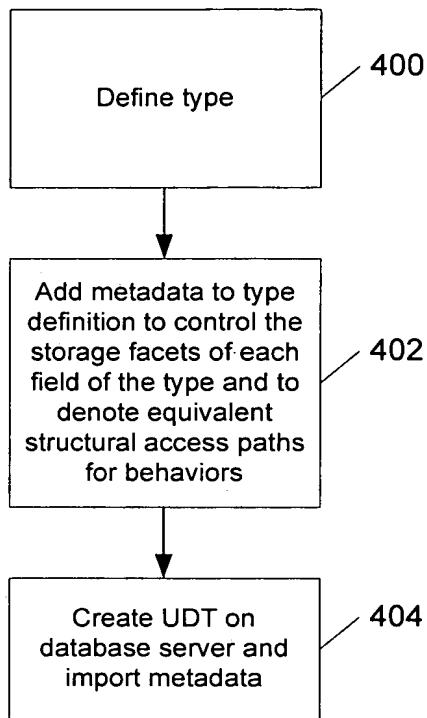 Define type
400
Add metadata to type
definition to control the
storage facets of each
field of the type and to
denote equivalent
structural access paths
for behaviors
402
Create UDT on
database server and
import metadata
404